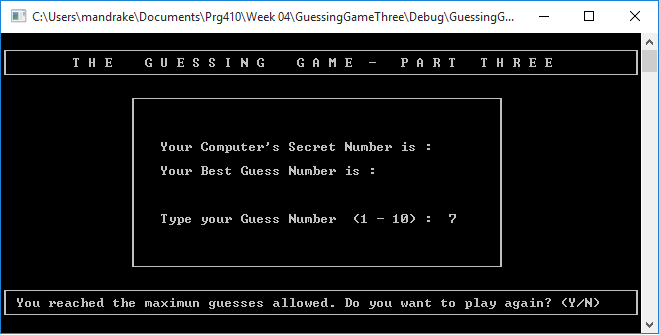 C:\Users\mandrake\Documents\Prg410\Week 04\GuessingGameThree\Debug\GuessingG...
T H E   G U E S S I N G   G A M E -   P A R T   T H R E E
Your Computer's Secret Number is :
Your Best Guess Number is :
Type your Guess Number  (1 - 10) :  7
You reached the maximun guesses allowed. Do you want to play again? (Y/N)